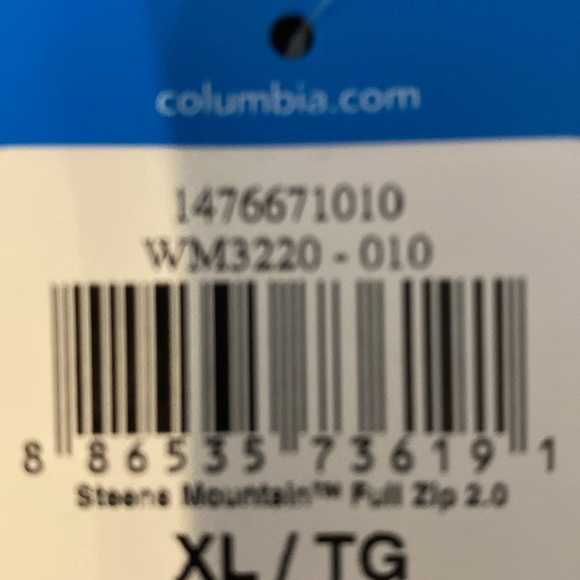 columbia.com
1476671010
WM3220 - 010
8 86535 73619 1
Steens Mountain™ Full Zip 2.0
XL / TG